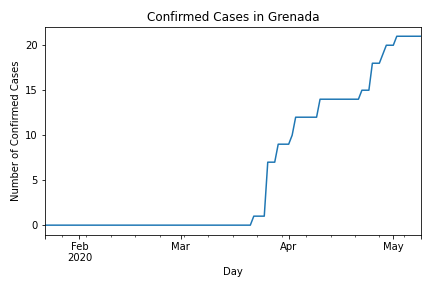 Confirmed Cases in Grenada
20
15
10
5
0
Number of Confirmed Cases
Feb
2020
Mar
Apr
May
Day